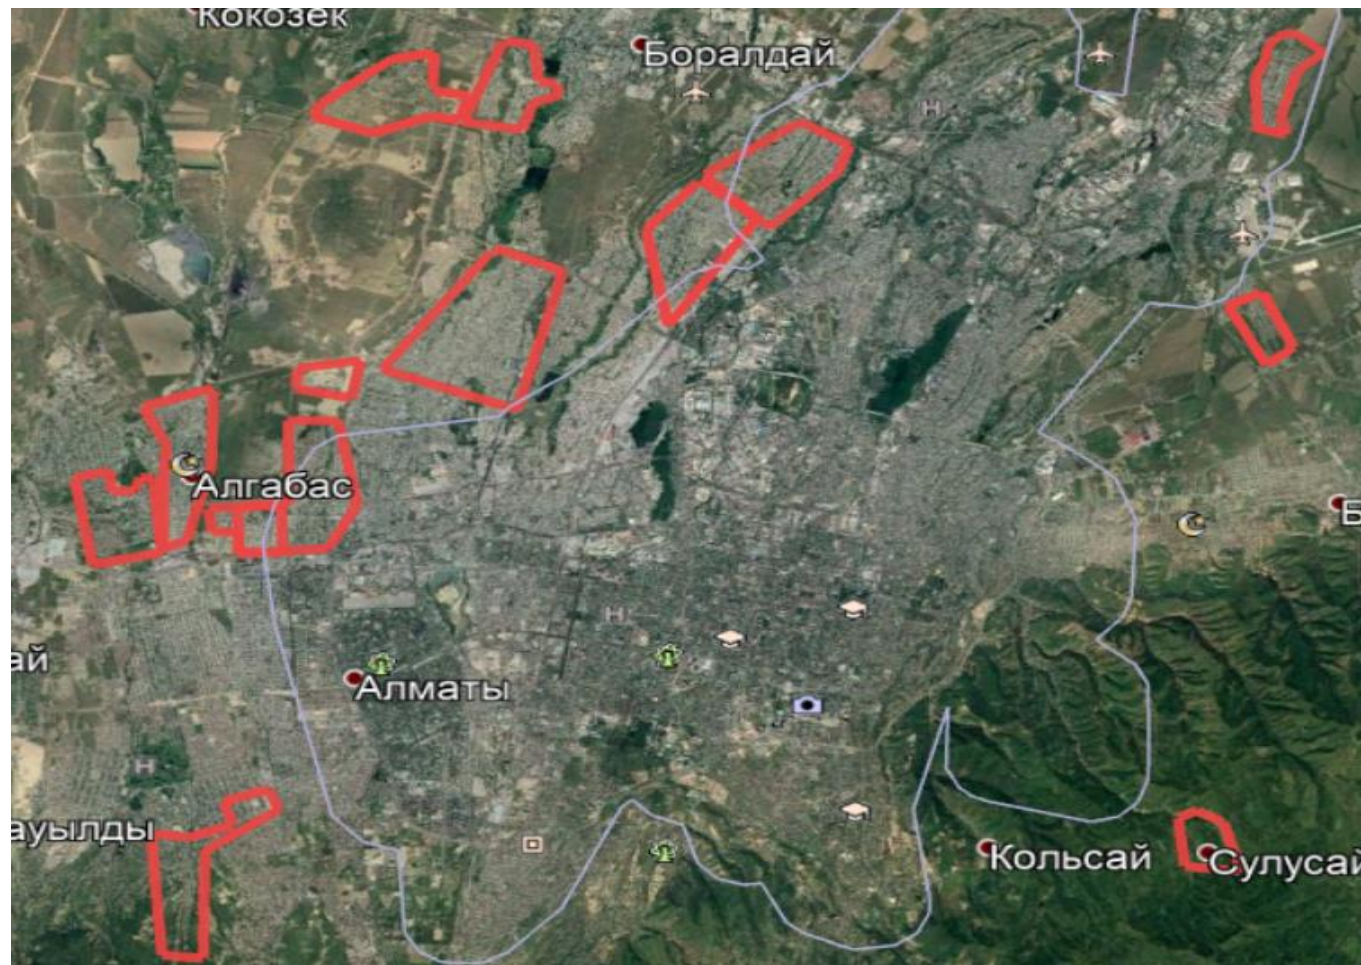 Кокозек
Боралдай
Алгабас
Б
ай
Алматы
ауылды
Кольсай
Сулусай